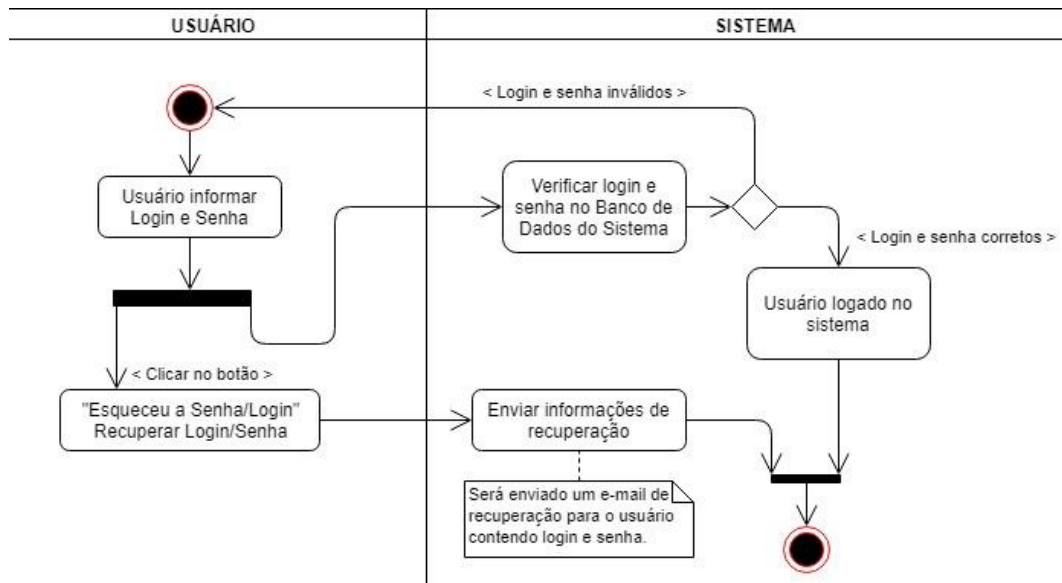 USUÁRIO
SISTEMA
< Login e senha inválidos >
Usuário informar
Login e Senha
Verificar login e
senha no Banco de
Dados do Sistema
< Login e senha corretos >
Usuário logado no
sistema
< Clicar no botão >
"Esqueceu a Senha/Login"
Recuperar Login/Senha
Enviar informações de
recuperação
Será enviado um e-mail de
recuperação para o usuário
contendo login e senha.